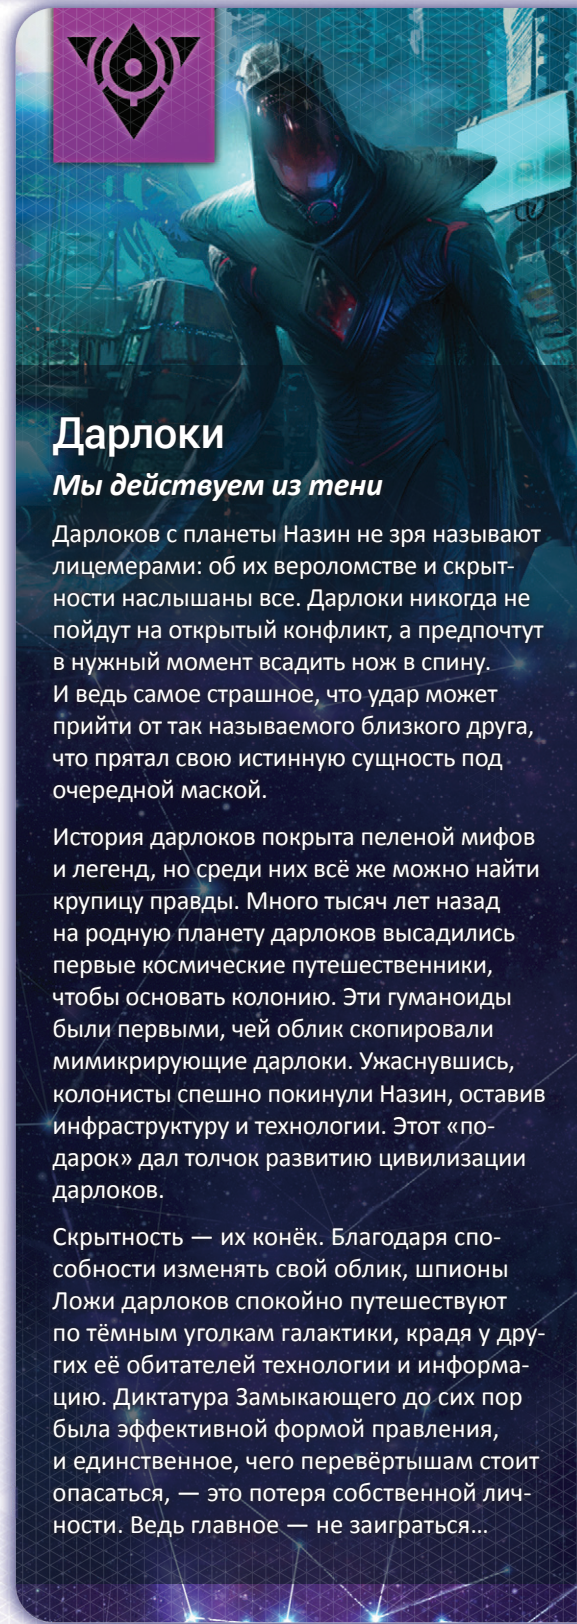 Дарлоки
Мы действуем из тени
Дарлоков с планеты Назин не зря называют
лицемерами: об их вероломстве и скрыт-
ности наслышаны все. Дарлоки никогда не
пойдут на открытый конфликт, а предпочтут
в нужный момент всадить нож в спину.
И ведь самое страшное, что удар может
прийти от так называемого близкого друга,
что прятал свою истинную сущность под
очередной маской.
История дарлоков покрыта пеленой мифов
и легенд, но среди них всё же можно найти
крупицу правды. Много тысяч лет назад
на родную планету дарлоков высадились
первые космические путешественники,
чтобы основать колонию. Эти гуманоиды
были первыми, чей облик скопировали
мимикрирующие дарлоки. Ужаснувшись,
колонисты спешно покинули Назин, оставив
инфраструктуру и технологии. Этот «по-
дарок» дал толчок развитию цивилизации
дарлоков.
Скрытность — их конёк. Благодаря спо-
собности изменять свой облик, шпионы
Ложи дарлоков спокойно путешествуют
по тёмным уголкам галактики, крадя у дру-
гих её обитателей технологии и информа-
цию. Диктатура Замыкающего до сих пор
была эффективной формой правления,
и единственное, чего перевёртышам стоит
опасаться, — это потеря собственной лич-
ности. Ведь главное — не заиграться…